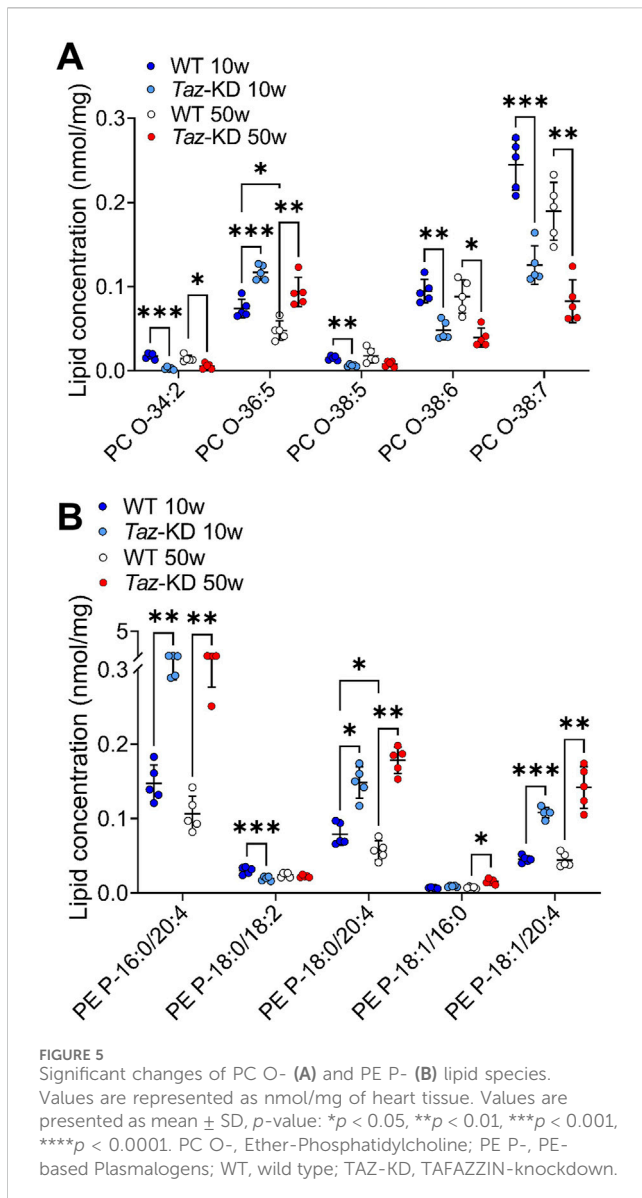 A
WT 10w
Taz-KD 10w
WT 50w
Taz-KD 50w
Lipid concentration (nmol/mg)
0.3
0.2
0.1
0.0
***
*
***
*
**
**
**
*
***
**
PC O-34:2
PC O-36:5
PC O-38:5
PC O-38:6
PC O-38:7
B
WT 10w
Taz-KD 10w
WT 50w
Taz-KD 50w
Lipid concentration (nmol/mg)
5
0.3
0.2
0.1
0.0
**
**
***
*
*
**
*
***
**
PE P-16:0/20:4
PE P-18:0/18:2
PE P-18:0/20:4
PE P-18:1/16:0
PE P-18:1/20:4
FIGURE 5
Significant changes of PC O- (A) and PE P- (B) lipid species.
Values are represented as nmol/mg of heart tissue. Values are
presented as mean ± SD, p-value: *p < 0.05, **p < 0.01, ***p < 0.001,
****p < 0.0001. PC O-, Ether-Phosphatidylcholine; PE P-, PE-
based Plasmalogens; WT, wild type; TAZ-KD, TAFAZZIN-knockdown.